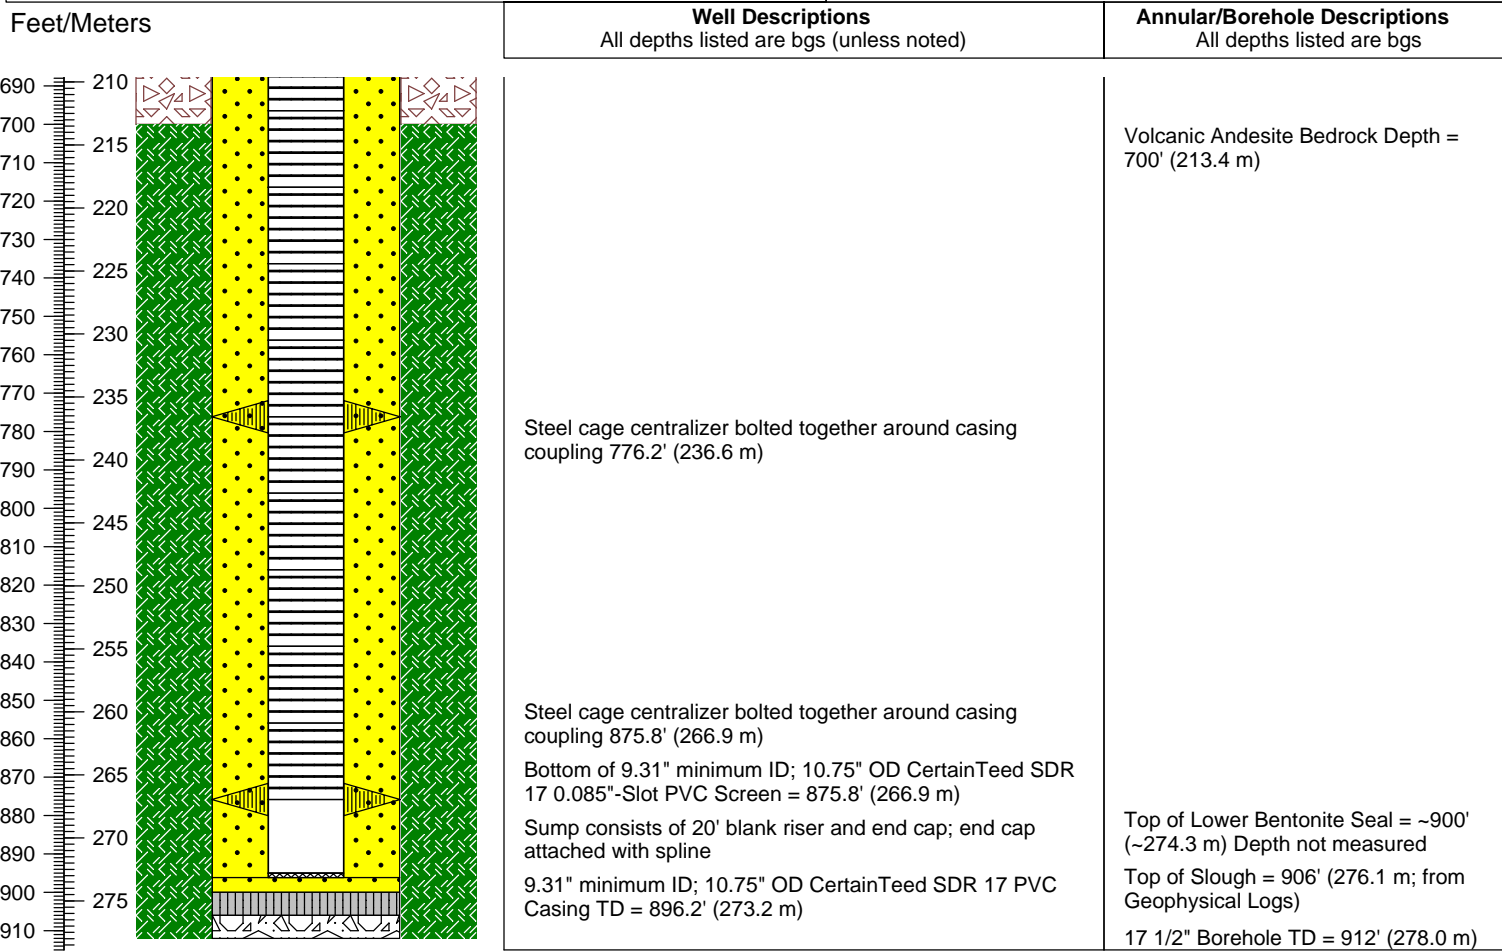 Feet/Meters
Well Descriptions
All depths listed are bgs (unless noted)
Annular/Borehole Descriptions
All depths listed are bgs
690
700
710
720
730
740
750
760
770
780
790
800
810
820
830
840
850
860
870
880
890
900
910
210
215
220
225
230
235
240
245
250
255
260
265
270
275
Steel cage centralizer bolted together around casing
coupling 776.2' (236.6 m)
Steel cage centralizer bolted together around casing
coupling 875.8' (266.9 m)
Bottom of 9.31" minimum ID; 10.75" OD CertainTeed SDR
17 0.085"-Slot PVC Screen = 875.8' (266.9 m)
Sump consists of 20' blank riser and end cap; end cap
attached with spline
9.31" minimum ID; 10.75" OD CertainTeed SDR 17 PVC
Casing TD = 896.2' (273.2 m)
Volcanic Andesite Bedrock Depth =
700' (213.4 m)
Top of Lower Bentonite Seal = ~900'
(~274.3 m) Depth not measured
Top of Slough = 906' (276.1 m; from
Geophysical Logs)
17 1/2" Borehole TD = 912' (278.0 m)